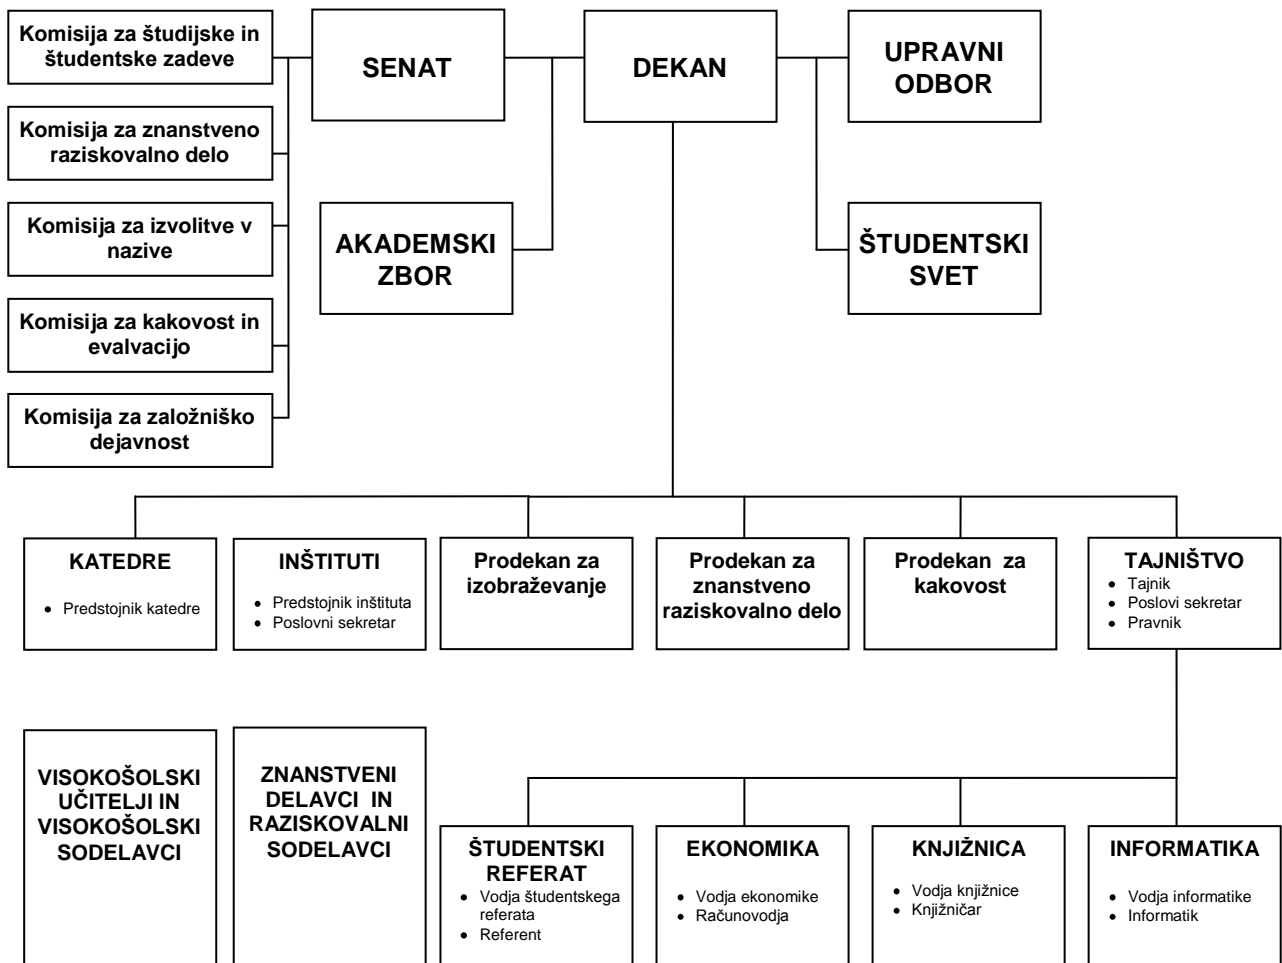 Komisija za študijske in
študentske zadeve
SENAT
DEKAN
UPRAVNI
ODBOR
Komisija za znanstveno
raziskovalno delo
Komisija za izvolitve v
nazive
AKADEMSKI
ZBOR
ŠTUDENTSKI
SVET
Komisija za kakovost in
evalvacijo
Komisija za založniško
dejavnost
KATEDRE
• Predstojnik katedre
INŠTITUTI
• Predstojnik inštituta
• Poslovni sekretar
Prodekan za
izobraževanje
Prodekan za
znanstveno
raziskovalno delo
Prodekan za
kakovost
TAJNIŠTVO
• Tajnik
• Poslovi sekretar
• Pravnik
VISOKOŠOLSKI
UČITELJI IN
VISOKOŠOLSKI
SODELAVCI
ZNANSTVENI
DELAVCI IN
RAZISKOVALNI
SODELAVCI
ŠTUDENTSKI
REFERAT
• Vodja študentskega
referata
• Referent
EKONOMIKA
• Vodja ekonomike
• Računovodja
KNJIŽNICA
• Vodja knjižnice
• Knjižničar
INFORMATIKA
• Vodja informatike
• Informatik